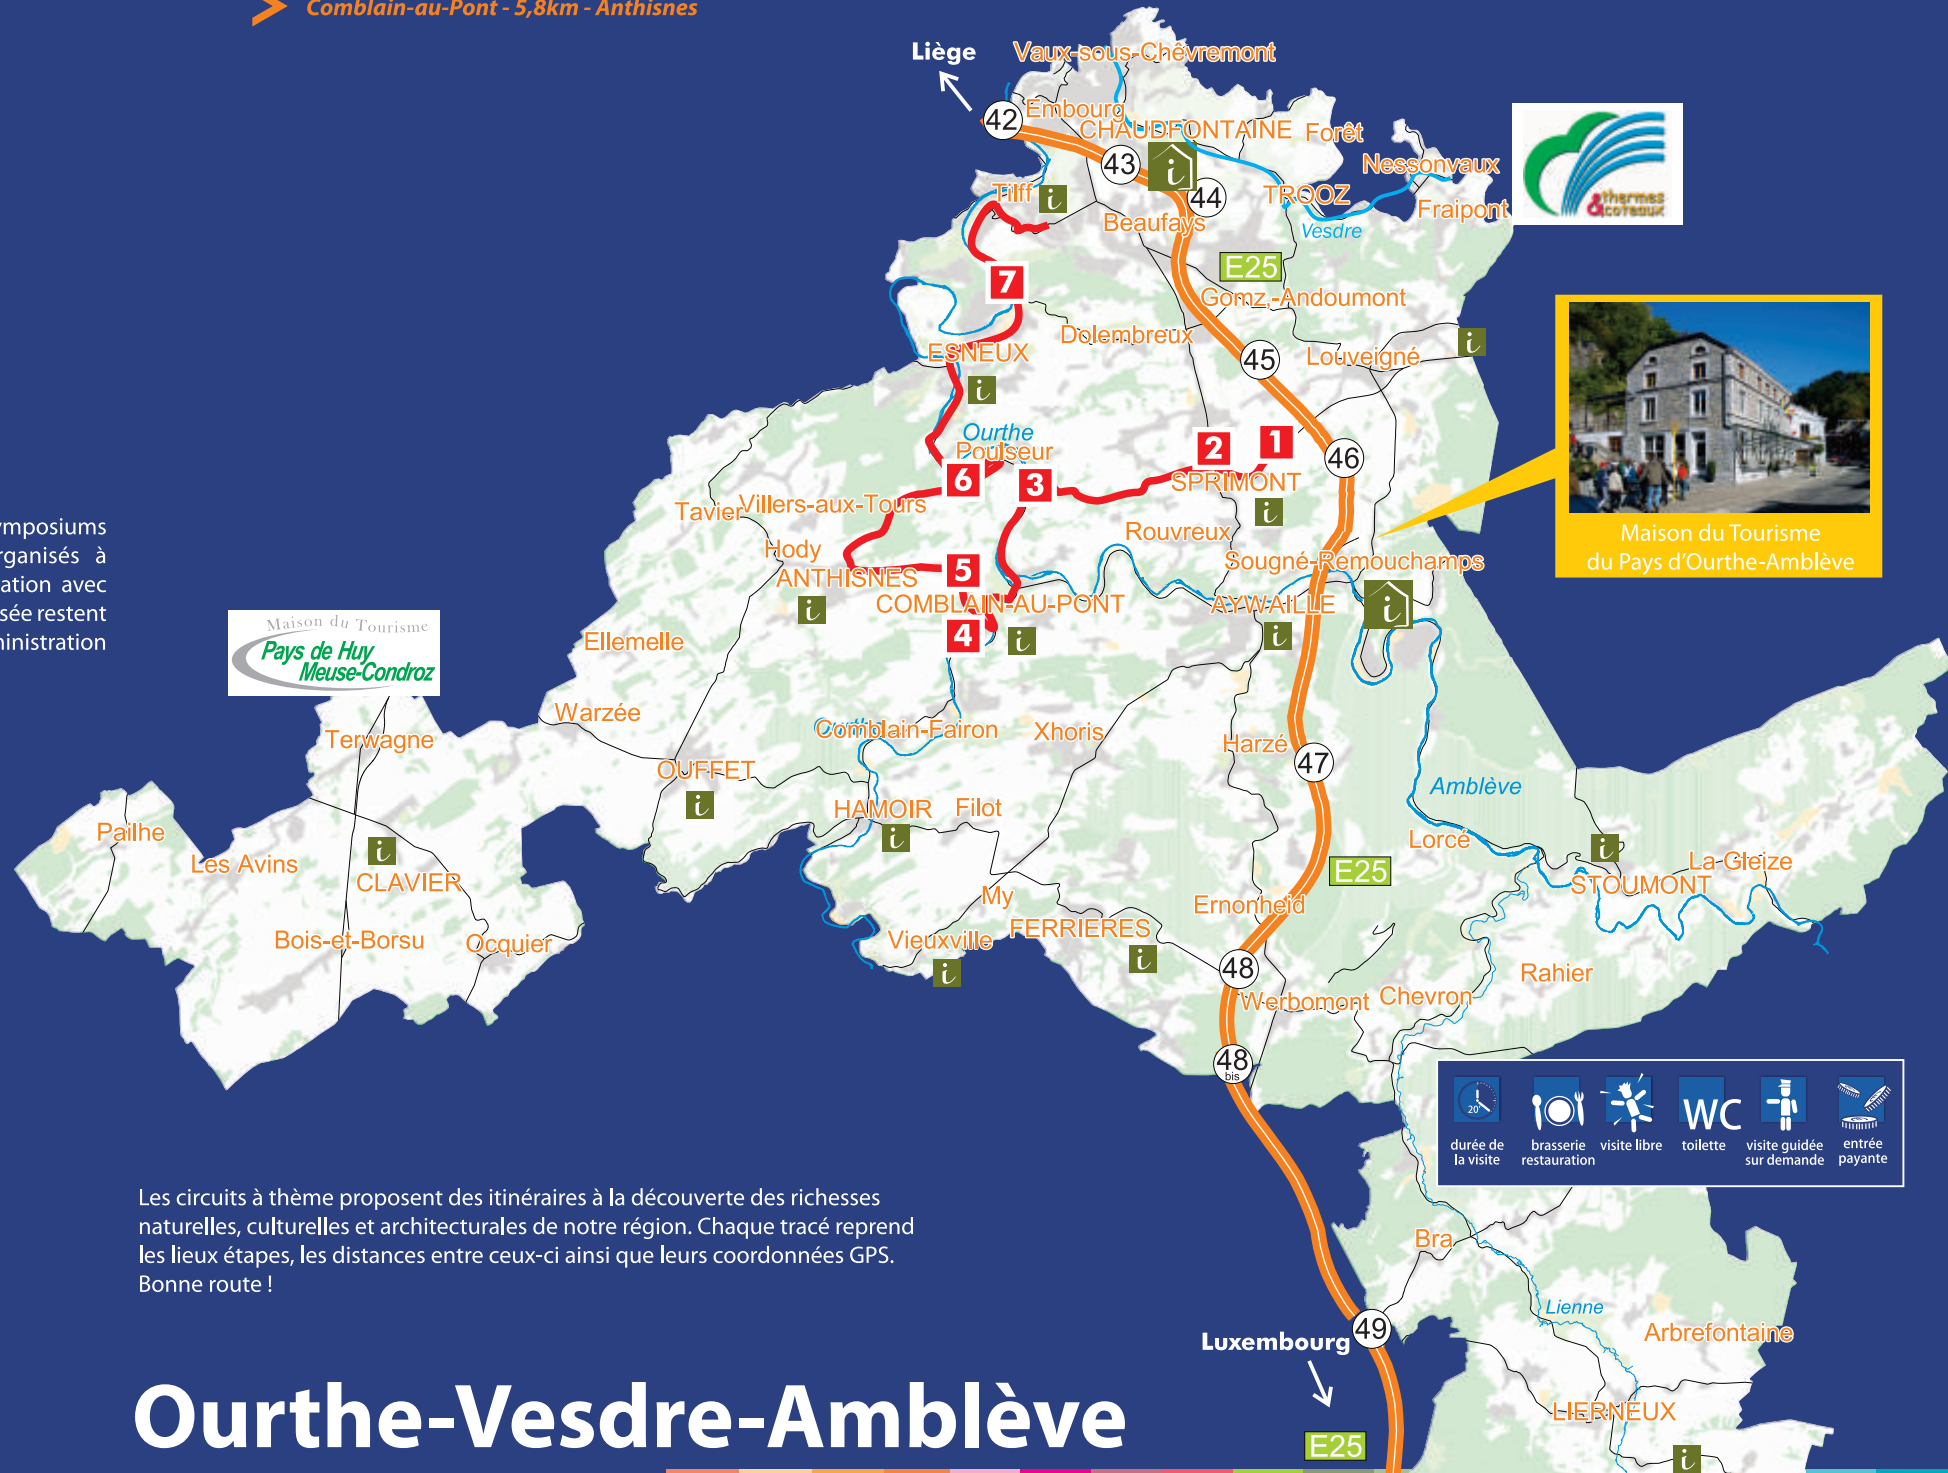 Comblain-au-Pont - 5,8km - Anthisnes
Liège
Vaux-sous-Chêvremont
42
Embourg
CHAUDFONTAINE
Forêt
43
Nessonvaux
Tilff
i
i
44
TROOZ
Fraipont
thermes
&coteaux
Beaufays
Vesdre
7
E25
Gomz,-Andoumont
Dolembreux
ESNEUX
45
Louveigné
i
i
Ourthe
Poulseur
2
1
46
6
3
SPRIMONT
Tavier
Villers-aux-Tours
i
Rouvreux
Maison du Tourisme
du Pays d'Ourthe-Amblève
ymposiums
rganisés à
ation avec
sée restent
ministration
Hody
ANTHISNES
5
Sougné-Remouchamps
i
COMBLAIN-AU-PONT
AYWAILLE
i
4
i
i
Maison du Tourisme
Pays de Huy
Meuse-Condroz
Ellemelle
Warzée
Comblain-Fairon
Xhoris
Harzé
Terwagne
OUFFET
i
47
Amblève
HAMOIR
Filot
i
Pailhe
Les Avins
i
CLAVIER
Lorcé
i
La Gleize
STOUMONT
E25
My
Ernonheid
Bois-et-Borsu
Ocquier
Vieuxville
i
FERRIERES
i
48
Rahier
Werbomont
Chevron
48
bis
20'
WC
durée de
la visite
brasserie
restauration
visite libre
toilette
visite guidée
sur demande
entrée
payante
Les circuits à thème proposent des itinéraires à la découverte des richesses
naturelles, culturelles et architecturales de notre région. Chaque tracé reprend
les lieux étapes, les distances entre ceux-ci ainsi que leurs coordonnées GPS.
Bonne route !
Bra
Lienne
Arbrefontaine
Luxembourg
49
LIERNEUX
i
E25
Ourthe-Vesdre-Amblève